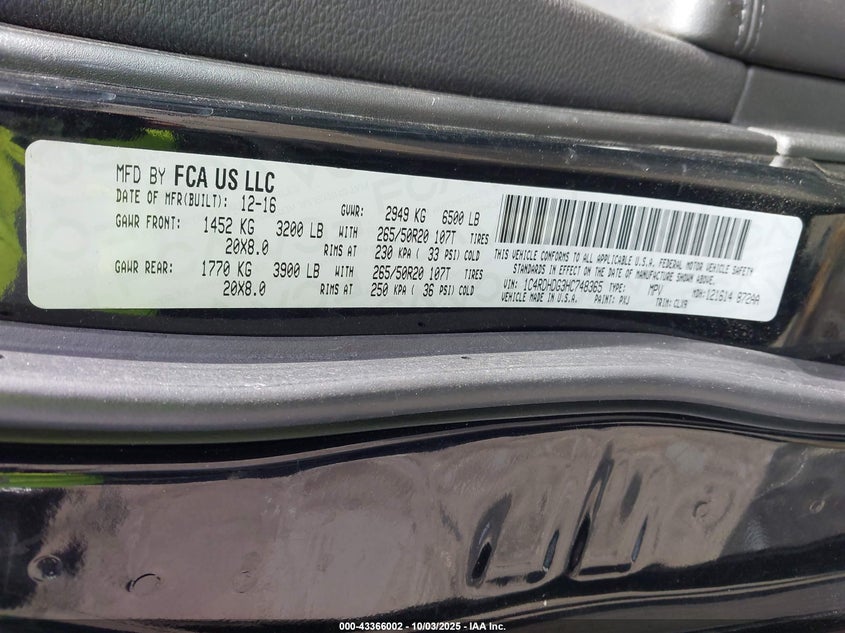 MFD BY FCA US LLC
DATE OF MFR(BUILT): 12-16 GVWR: 2949 KG 6500 LB
GAWR FRONT: 1452 KG 3200 LB WITH 265/50R20 107T TIRES
20X8.0 RIMS AT 230 KPA ( 33 PSI) COLD
GAWR REAR: 1770 KG 3900 LB WITH 265/50R20 107T TIRES
20X8.0 RIMS AT 250 KPA ( 36 PSI) COLD
THIS VEHICLE CONFORMS TO ALL APPLICABLE U.S.A. FEDERAL MOTOR VEHICLE SAFETY
STANDARDS IN EFFECT ON THE DATE OF MANUFACTURE SHOWN ABOVE.
VIN: 1C4RDHDG3HC748365 TYPE: MPV MDH: 121614 872AA
VEHICLE MADE IN U.S.A. PAINT: PXJ TRIM: CLX9
000-43366002 - 10/03/2025 - IAA Inc.